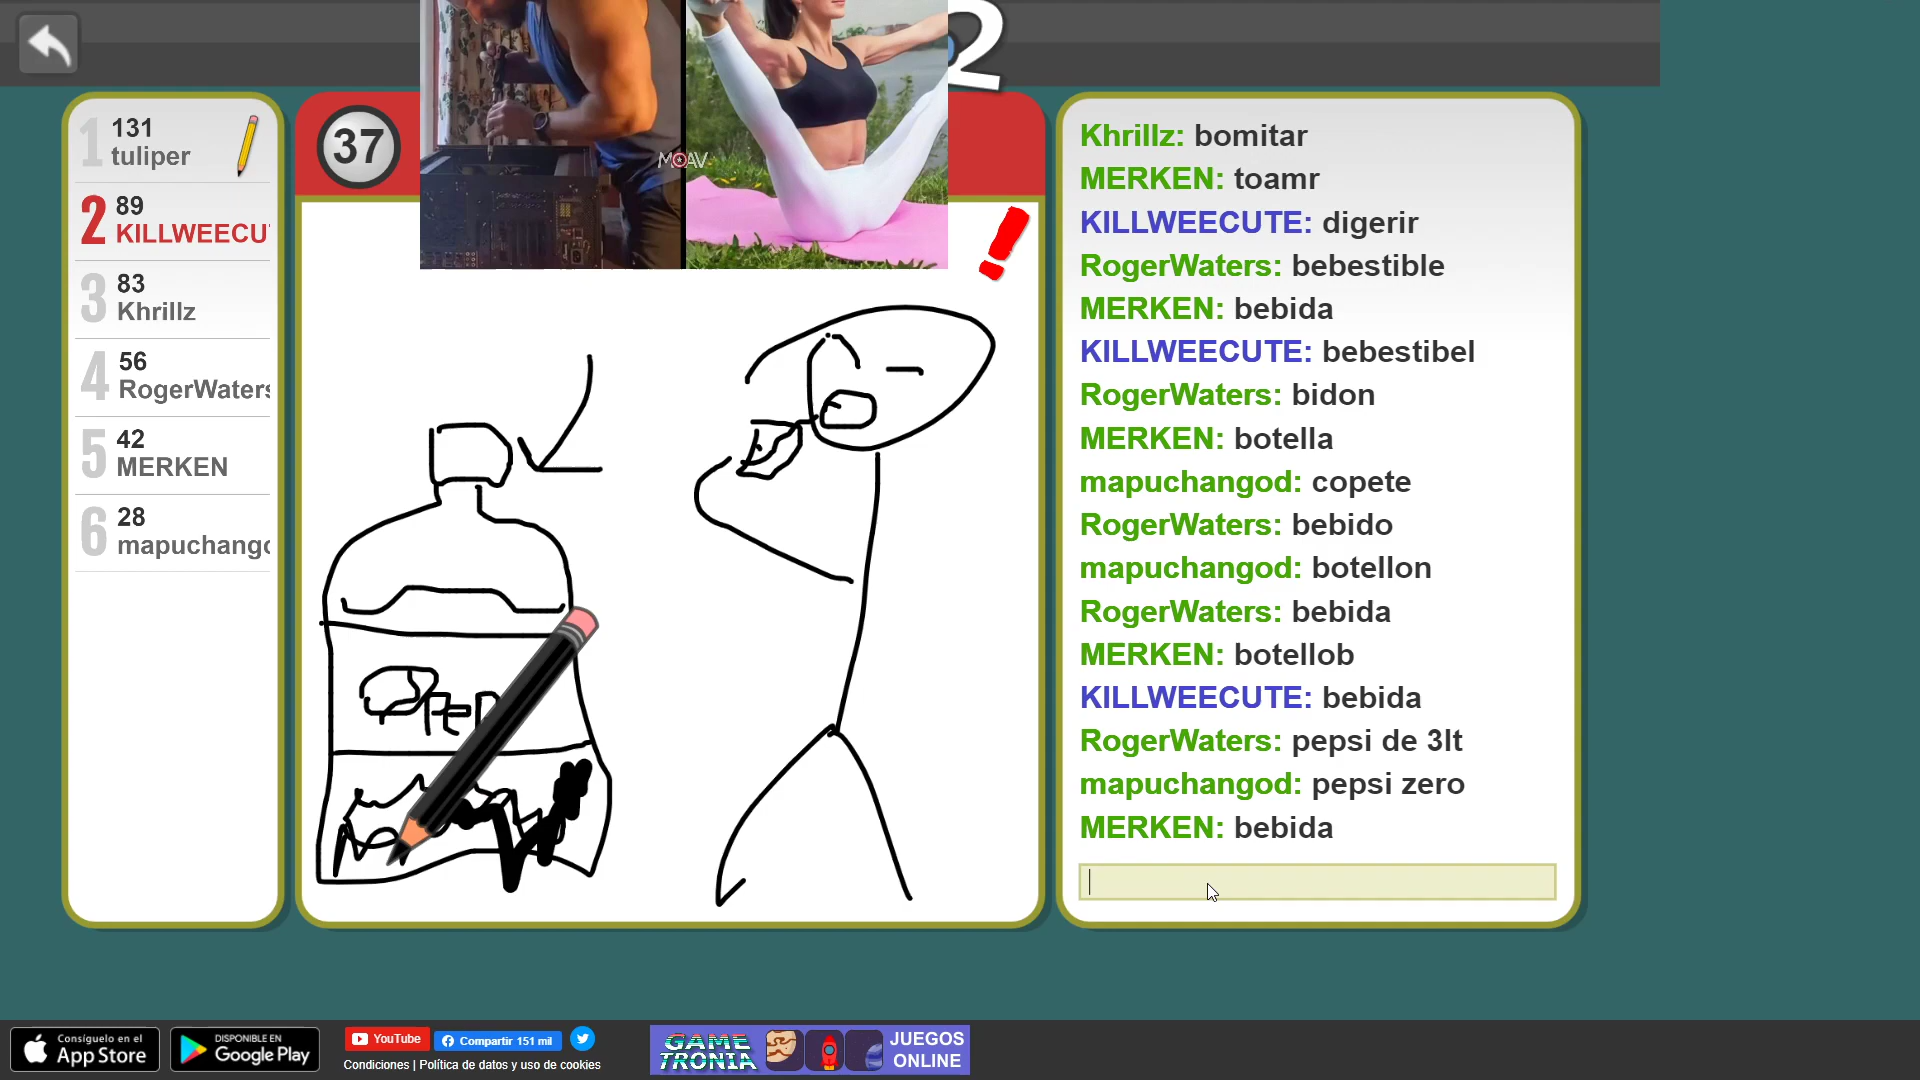 2
1 131
tuliper
2 89
KILLWEECU
3 83
Khrillz
4 56
RogerWaters
5 42
MERKEN
6 28
mapuchango
37
MOAV
Khrillz: bomitar
MERKEN: toamr
KILLWEECUTE: digerir
RogerWaters: bebestible
MERKEN: bebida
KILLWEECUTE: bebestibel
RogerWaters: bidon
MERKEN: botella
mapuchangod: copete
RogerWaters: bebido
mapuchangod: botellon
RogerWaters: bebida
MERKEN: botellob
KILLWEECUTE: bebida
RogerWaters: pepsi de 3lt
mapuchangod: pepsi zero
MERKEN: bebida
Consíguelo en el
App Store
DISPONIBLE EN
Google Play
YouTube
Compartir 151 mil
Condiciones | Política de datos y uso de cookies
GAME
TRONIA
JUEGOS
ONLINE